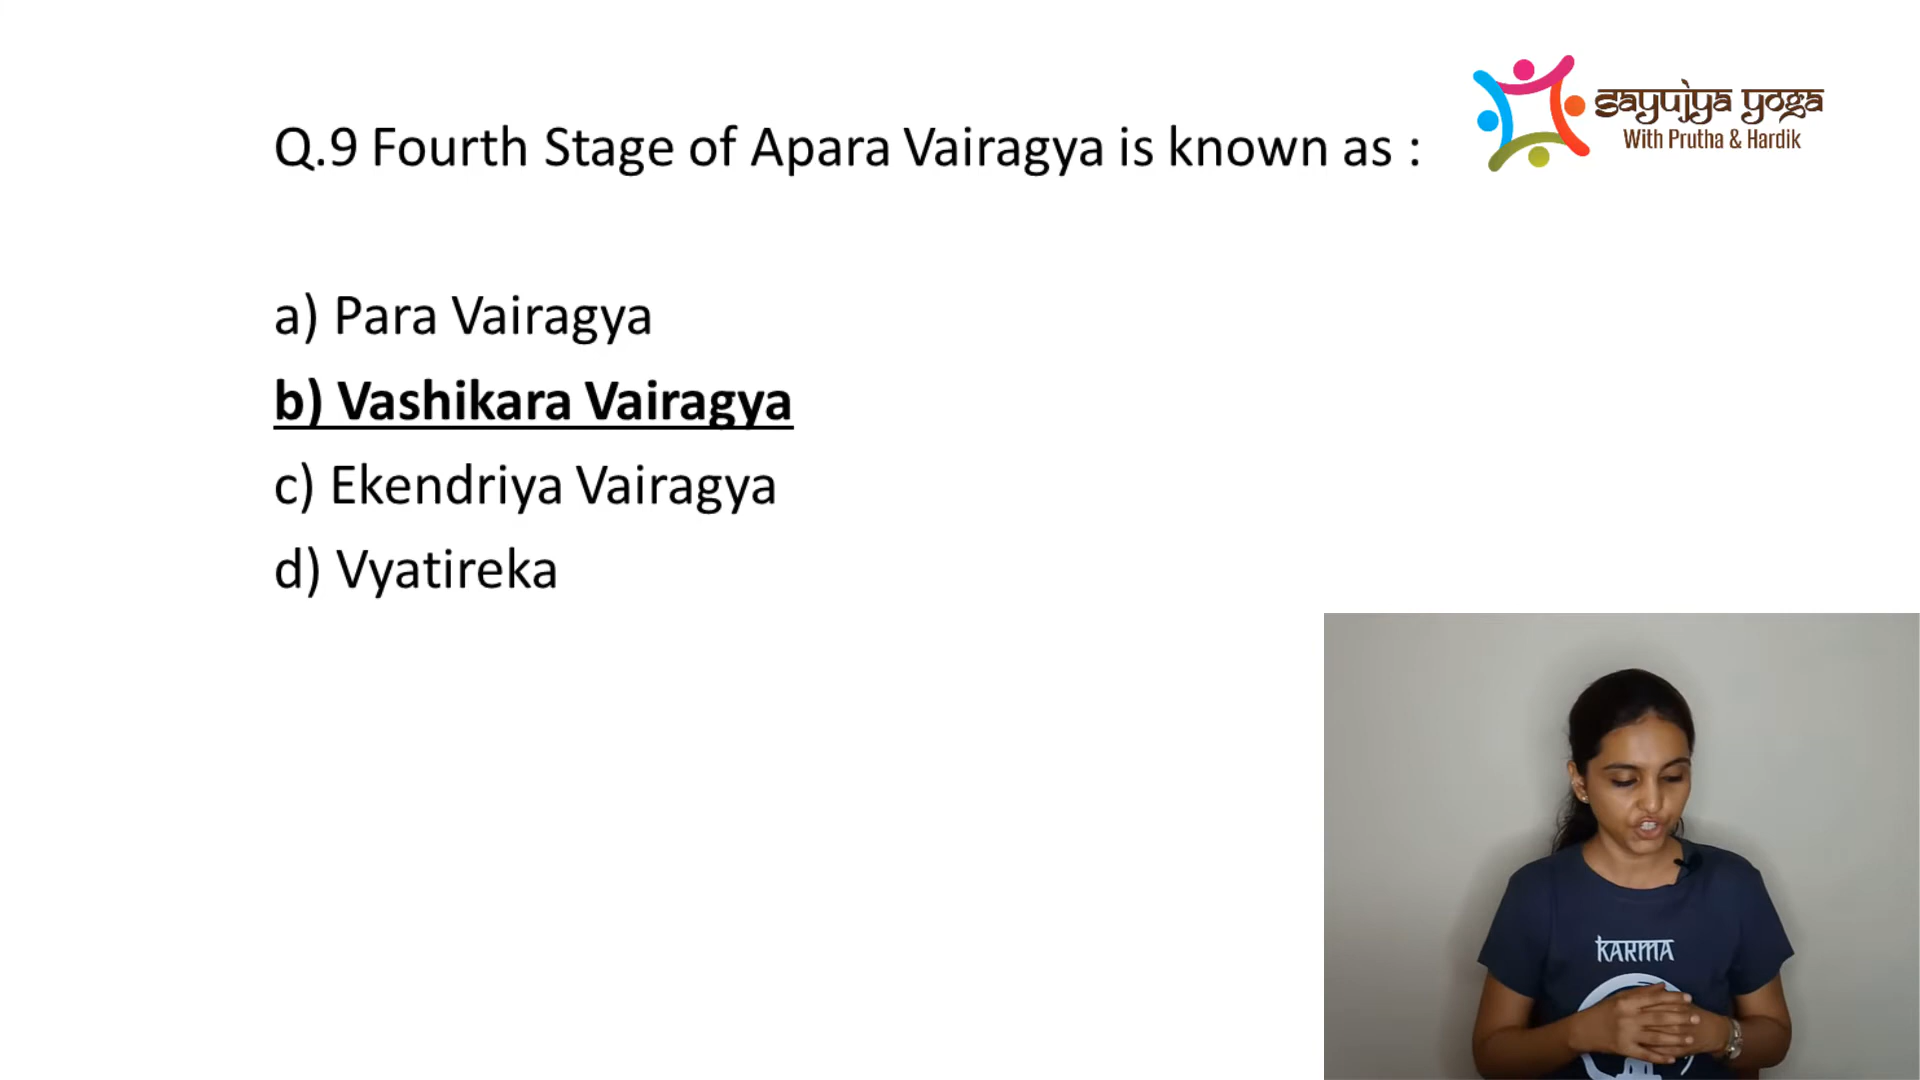 sayujya yoga
With Prutha & Hardik
Q.9 Fourth Stage of Apara Vairagya is known as :
a) Para Vairagya
b) Vashikara Vairagya
c) Ekendriya Vairagya
d) Vyatireka
KARMA